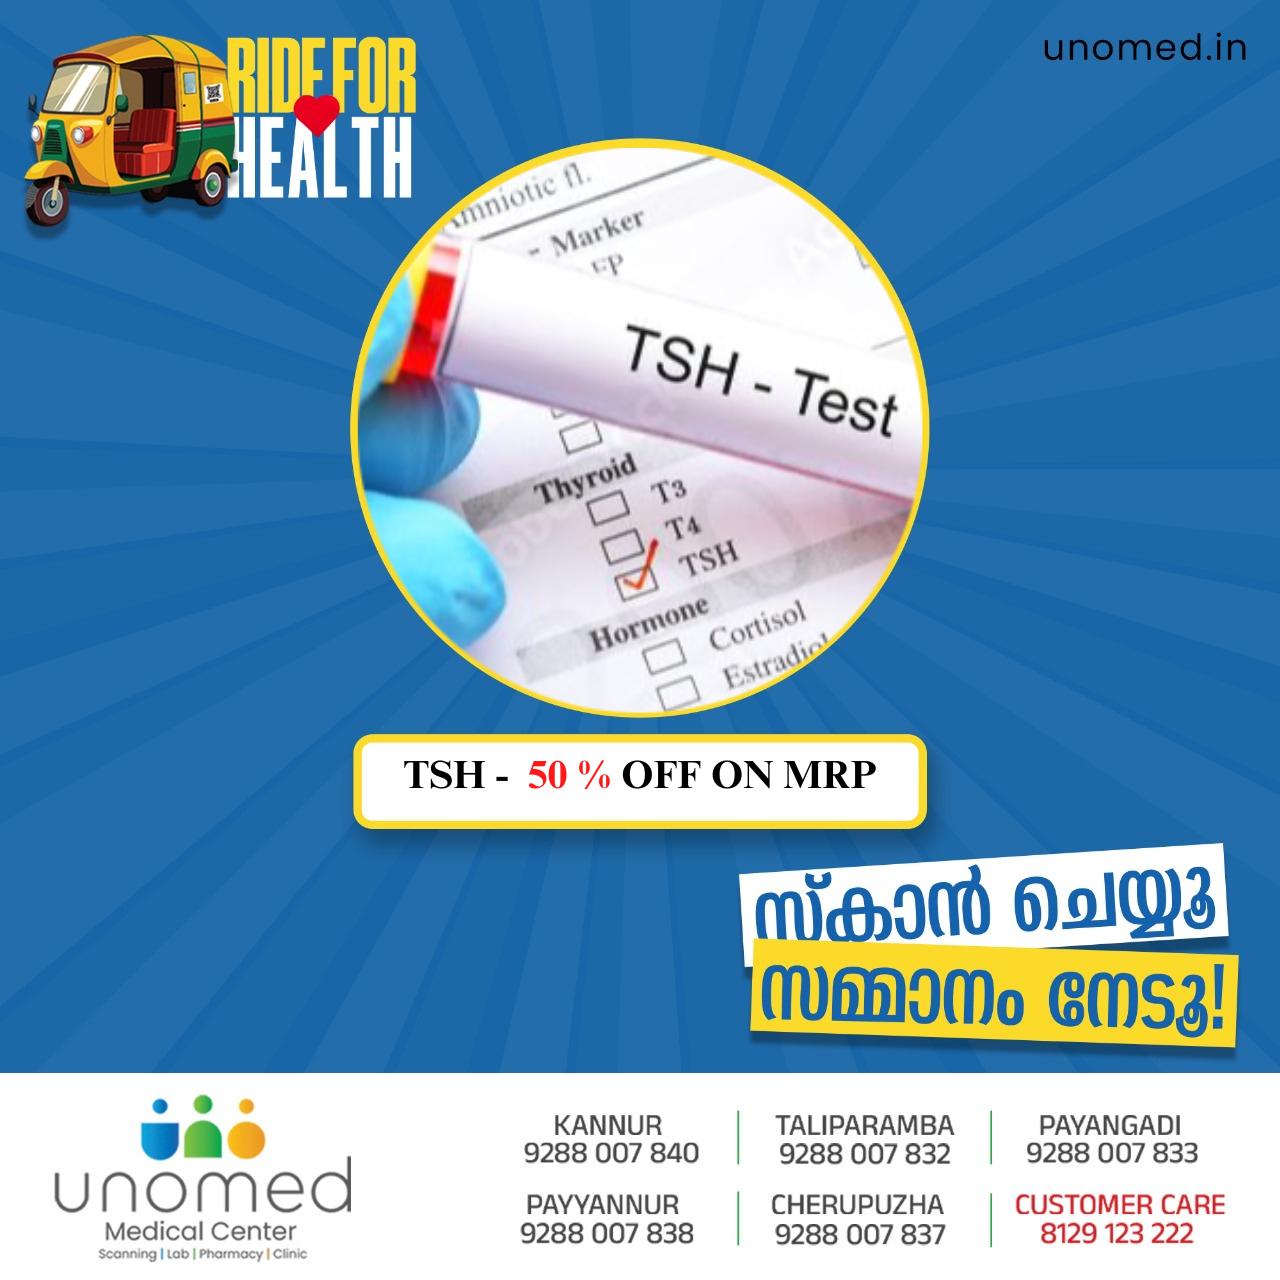 RIDE FOR
HEALTH
unomed.in
Amniotic fl.
- Marker
FP
TSH - Test
Thyroid
T3
T4
TSH
Hormone
Cortisol
Estradiol
TSH - 50 % OFF ON MRP
സ്കാൻ ചെയ്യൂ
സമ്മാനം നേടൂ!
unomed
Medical Center
Scanning | Lab | Pharmacy | Clinic
KANNUR
9288 007 840
TALIPARAMBA
9288 007 832
PAYANGADI
9288 007 833
PAYYANNUR
9288 007 838
CHERUPUZHA
9288 007 837
CUSTOMER CARE
8129 123 222